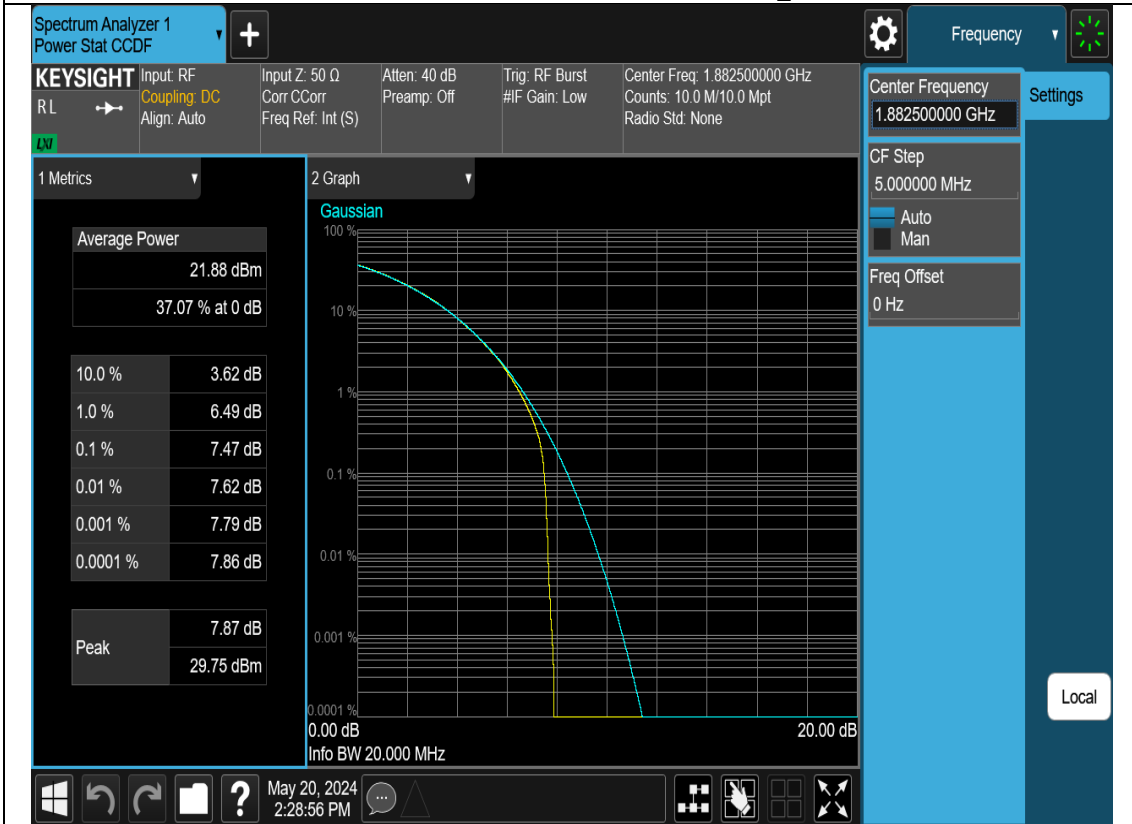 Spectrum Analyzer 1
Power Stat CCDF
+
Frequency
KEYSIGHT
RL
LXI
Input: RF
Coupling: DC
Align: Auto
Input Z: 50 Ω
Corr CCorr
Freq Ref: Int (S)
Atten: 40 dB
Preamp: Off
Trig: RF Burst
#IF Gain: Low
Center Freq: 1.882500000 GHz
Counts: 10.0 M/10.0 Mpt
Radio Std: None
Center Frequency
1.882500000 GHz
Settings
CF Step
5.000000 MHz
Auto
Man
Freq Offset
0 Hz
Local
1 Metrics
Average Power
21.88 dBm
37.07 % at 0 dB
10.0 % 3.62 dB
1.0 % 6.49 dB
0.1 % 7.47 dB
0.01 % 7.62 dB
0.001 % 7.79 dB
0.0001 % 7.86 dB
Peak
7.87 dB
29.75 dBm
2 Graph
Gaussian
100 %
10 %
1 %
0.1 %
0.01 %
0.001 %
0.0001 %
0.00 dB 20.00 dB
Info BW 20.000 MHz
?
May 20, 2024
2:28:56 PM